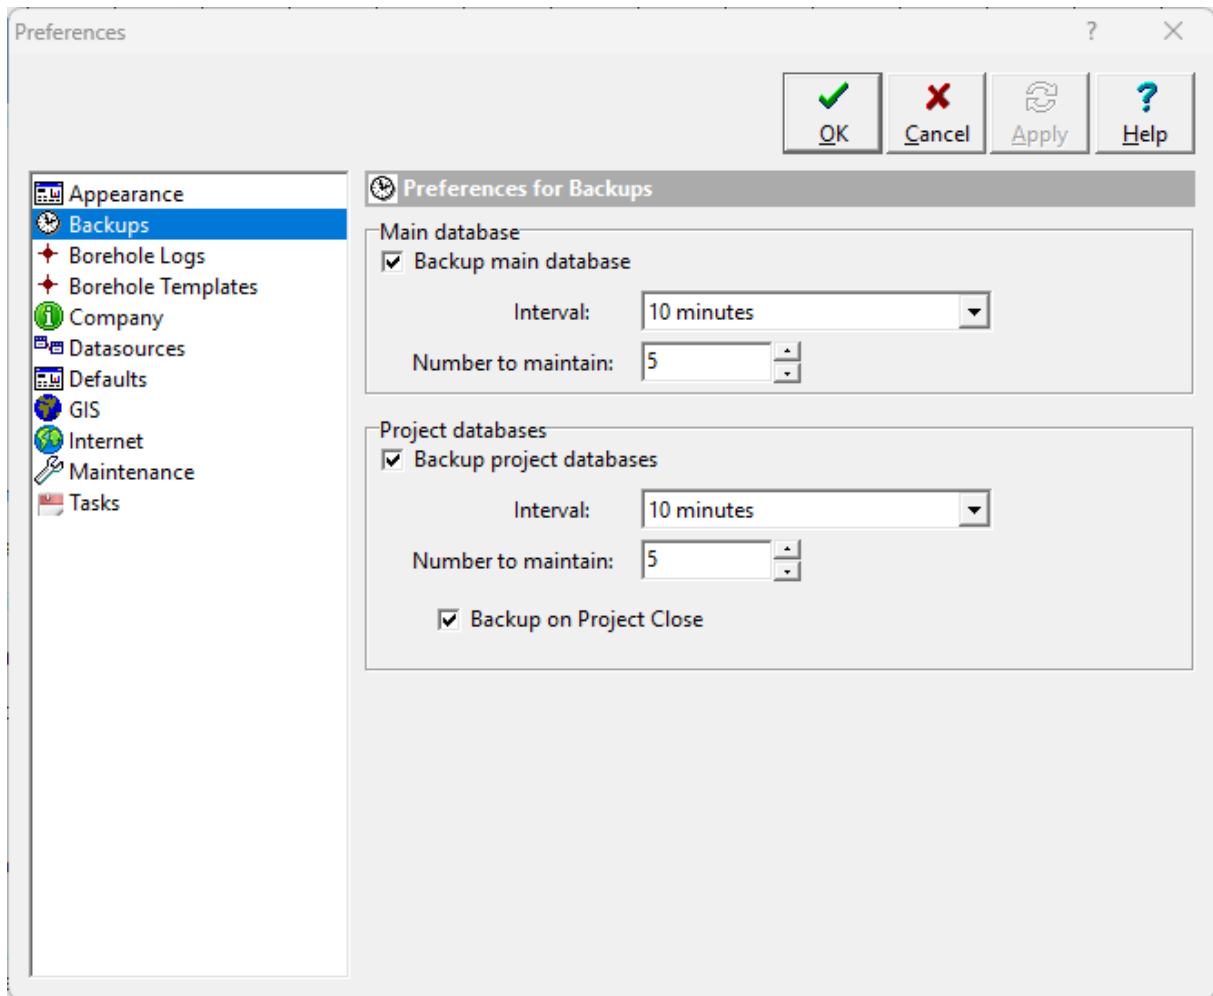 Preferences
OK Cancel Apply Help
Appearance
Backups
Borehole Logs
Borehole Templates
Company
Datasources
Defaults
GIS
Internet
Maintenance
Tasks
Preferences for Backups
Main database
Backup main database
Interval: 10 minutes
Number to maintain: 5
Project databases
Backup project databases
Interval: 10 minutes
Number to maintain: 5
Backup on Project Close